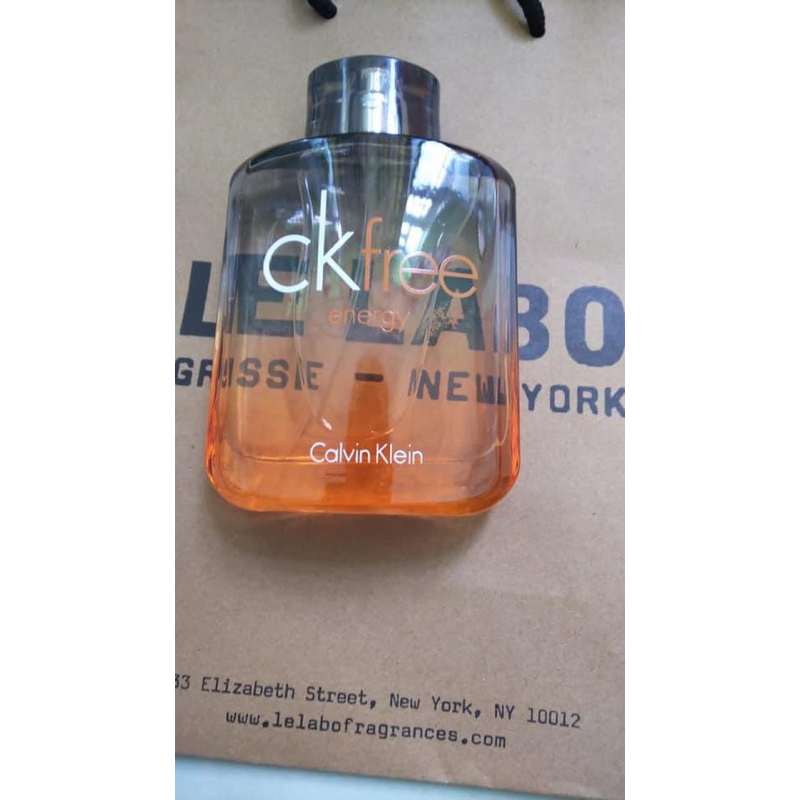 ckfree
energy
LE LABO
GRASSE — NEW YORK
Calvin Klein
33 Elizabeth Street, New York, NY 10012
www.lelabofragrances.com